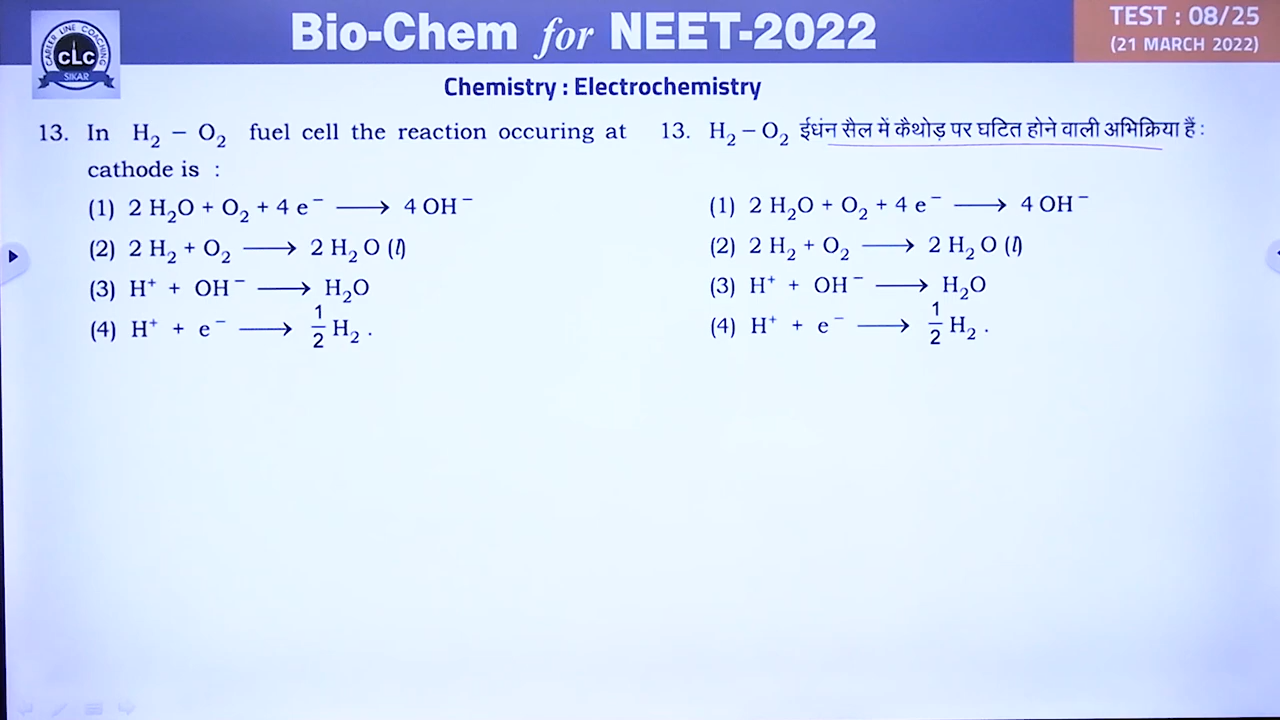 CAREER LINE COACHING
CLC
SIKAR
Bio-Chem for NEET-2022
TEST : 08/25
(21 MARCH 2022)
Chemistry : Electrochemistry
13. In H₂ – O₂ fuel cell the reaction occuring at
cathode is :
(1) 2 H₂O + O₂ + 4 e⁻ ⟶ 4 OH⁻
(2) 2 H₂ + O₂ ⟶ 2 H₂O (l)
(3) H⁺ + OH⁻ ⟶ H₂O
(4) H⁺ + e⁻ ⟶ 1/2 H₂ .
13. H₂ – O₂ ईधंन सैल में कैथोड़ पर घटित होने वाली अभिक्रिया हैं :
(1) 2 H₂O + O₂ + 4 e⁻ ⟶ 4 OH⁻
(2) 2 H₂ + O₂ ⟶ 2 H₂O (l)
(3) H⁺ + OH⁻ ⟶ H₂O
(4) H⁺ + e⁻ ⟶ 1/2 H₂ .